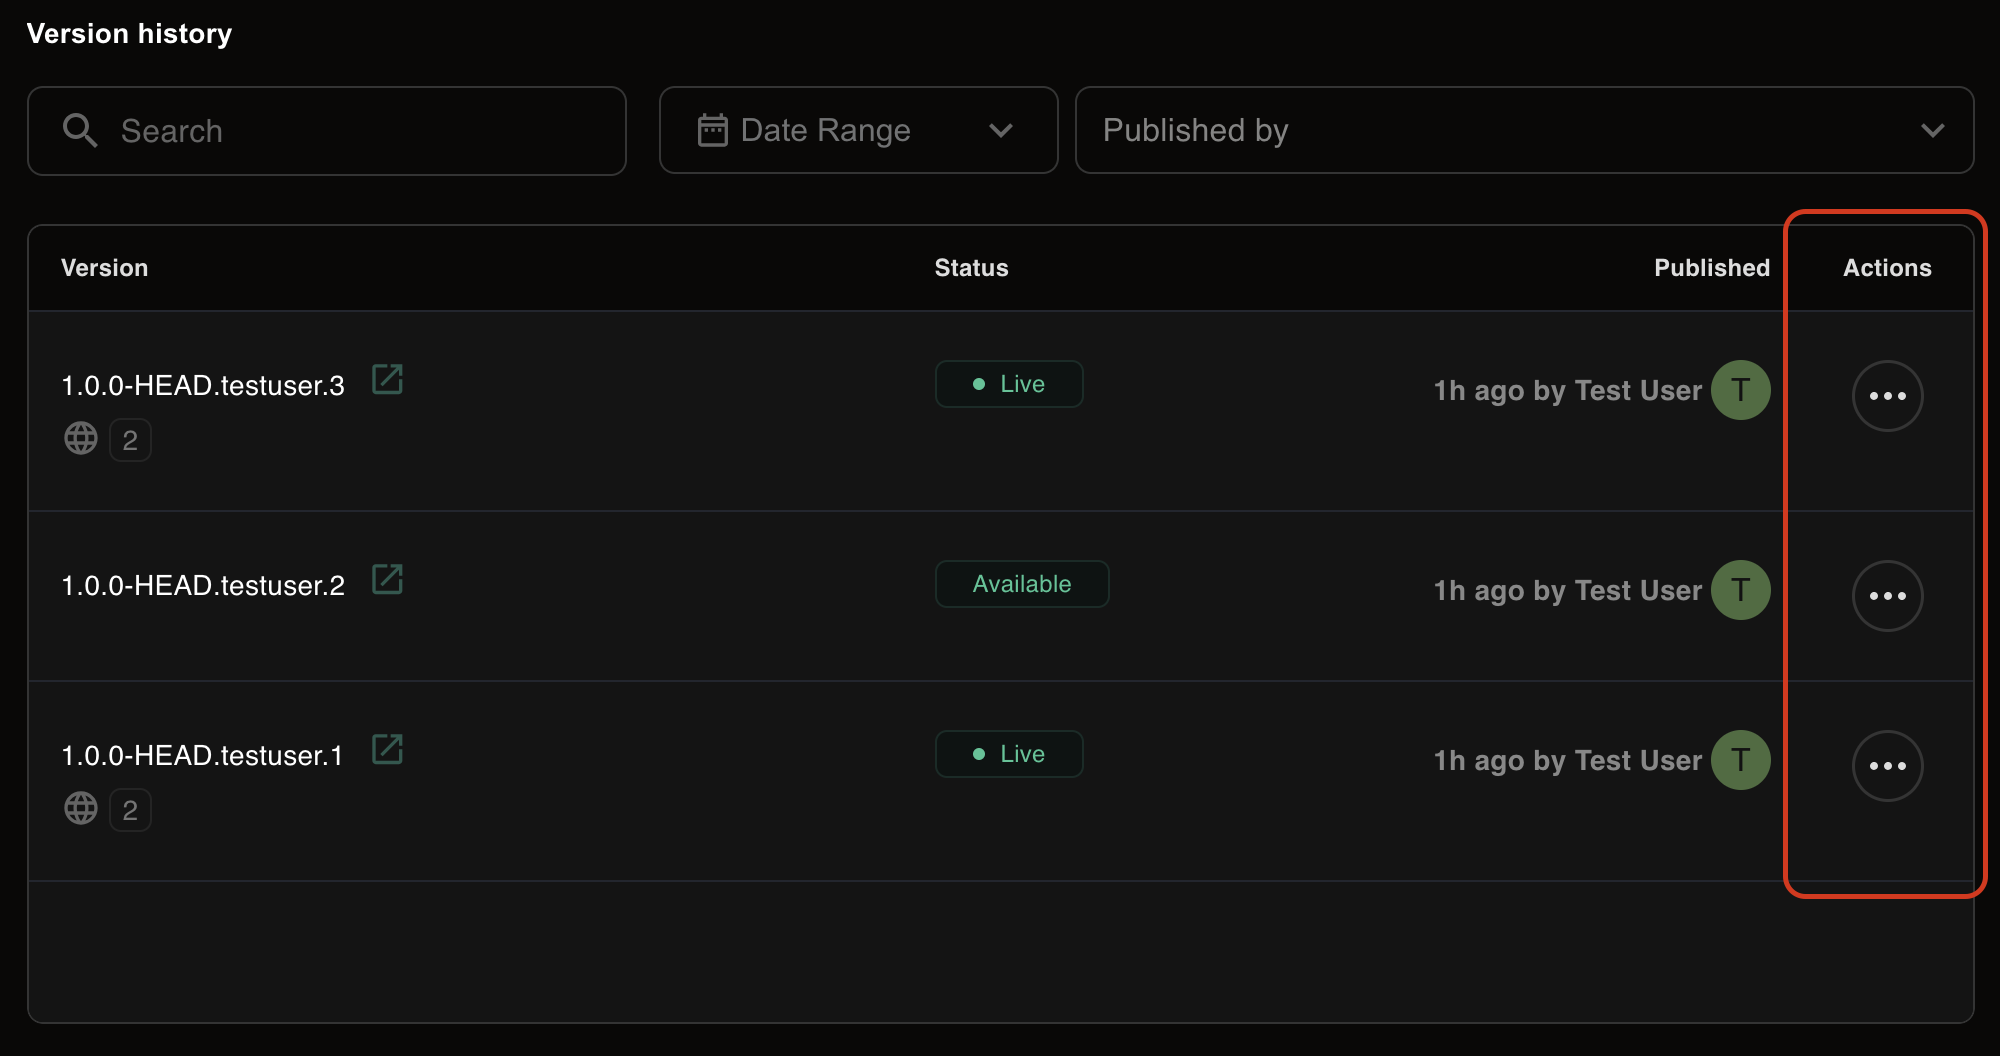 Version history
Search
Date Range
Published by
Version Status Published Actions
1.0.0-HEAD.testuser.3 Live 1h ago by Test User T
2
1.0.0-HEAD.testuser.2 Available 1h ago by Test User T
1.0.0-HEAD.testuser.1 Live 1h ago by Test User T
2